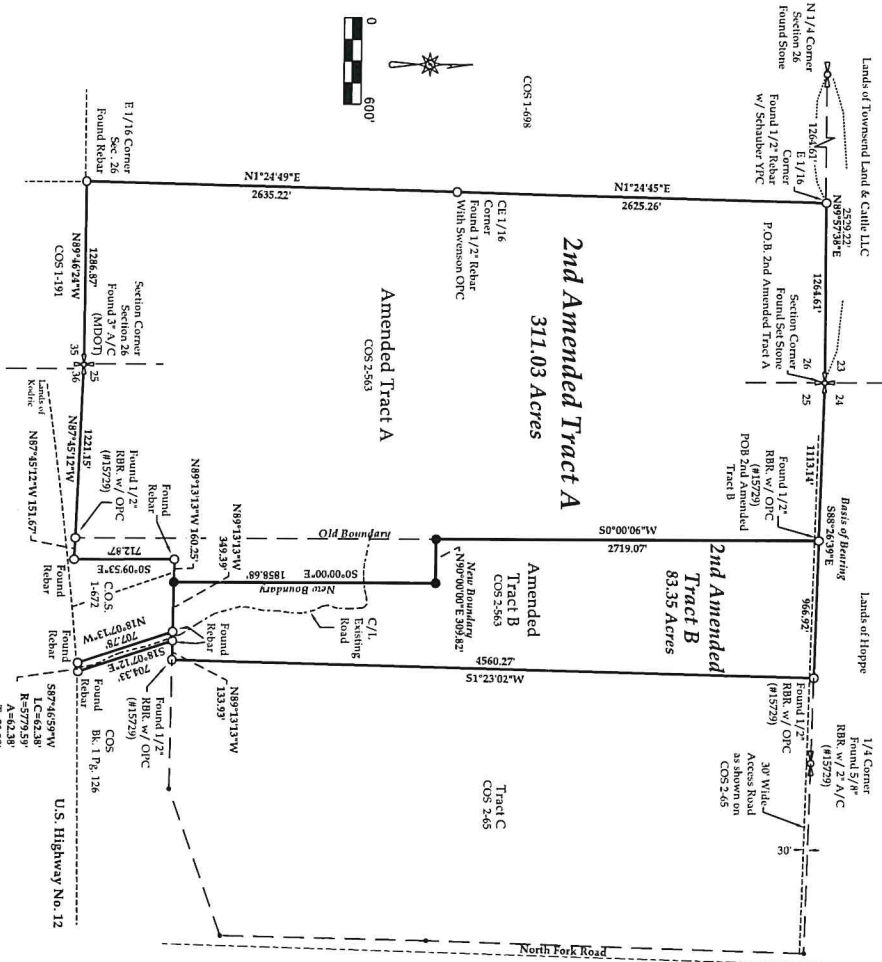 Lands of Townsend Land & Cattle LLC
N 1/4 Corner
Section 26
Found Stone
1264.61'
E 1/16
Corner
Found 1/2" Rebar
w/ Schauber YPC
2529.22'
N89°57'38"E
1264.61'
23
24
26
25
Section Corner
Found Set Stone
P.O.B. 2nd Amended Tract A
1113.14'
Basis of Bearing
S88°26'39"E
Found 1/2"
RBR. w/ OPC
(#15729)
POB 2nd Amended
Tract B
966.92'
Lands of Hoppe
Found 1/2"
RBR. w/ OPC
(#15729)
1/4 Corner
Found 5/8"
RBR. w/ 2" A/C
(#15729)
30' Wide
Access Road
as shown on
COS 2-65
30'
0
600'
COS 1-698
N1°24'49"E
2635.22'
N1°24'45"E
2625.26'
CE 1/16
Corner
Found 1/2" Rebar
With Swenson OPC
2nd Amended Tract A
311.03 Acres
Amended Tract A
COS 2-563
S0°00'06"W
2719.07'
2nd Amended
Tract B
83.35 Acres
Amended
Tract B
COS 2-563
New Boundary
N90°00'00"E 309.82'
Old Boundary
S0°00'00"E
1858.68'
New Boundary
C/L
Existing
Road
4560.27'
S1°23'02"W
Tract C
COS 2-65
North Fork Road
E 1/16 Corner
Sec. 26
Found Rebar
1286.87'
N89°46'24"W
COS 1-191
Section Corner
Section 26
Found 3" A/C
(MDOT)
35
36
25
Lands of
Kodric
1221.15'
N87°45'12"W
N87°45'12"W 151.67'
Found 1/2"
RBR. w/ OPC
(#15729)
Found
Rebar
N89°13'13"W 160.25'
N89°13'13"W
349.39'
712.87'
S0°09'53"E
Found
Rebar
C.O.S.
1-672
N18°07'13"W
707.78'
S18°07'12"E
704.33'
Found
Rebar
Found
Rebar
Found
Rebar
N89°13'13"W
133.93'
Found 1/2"
RBR. w/ OPC
(#15729)
COS
Bk. 1 Pg. 126
S87°46'59"W
LC=62.38'
R=5779.59'
A=62.38'
U.S. Highway No. 12